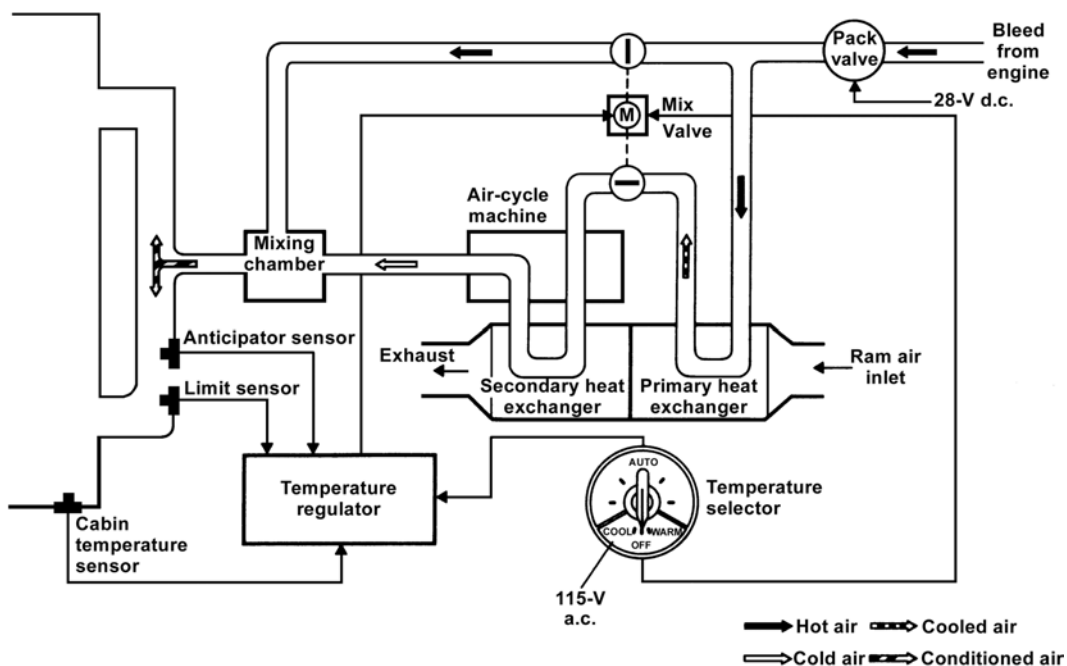 Pack
valve
Bleed
from
engine
28-V d.c.
M
Mix
Valve
Air-cycle
machine
Mixing
chamber
Anticipator sensor
Limit sensor
Exhaust
Secondary heat
exchanger
Primary heat
exchanger
Ram air
inlet
Temperature
regulator
AUTO
COOL
WARM
OFF
Temperature
selector
Cabin
temperature
sensor
115-V
a.c.
Hot air
Cooled air
Cold air
Conditioned air